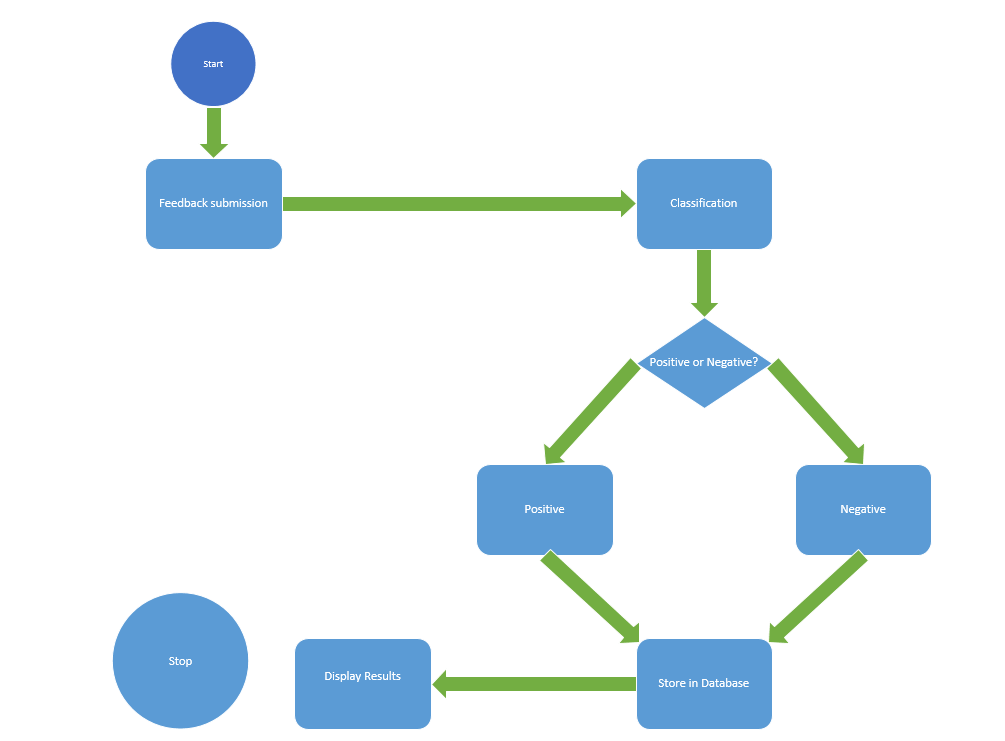 Start
Feedback submission
Classification
Positive or Negative?
Positive
Negative
Stop
Display Results
Store in Database